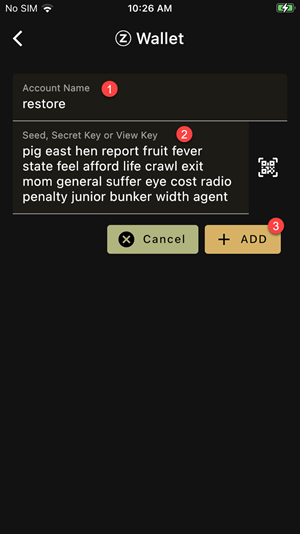 No SIM 10:26 AM
Wallet
Account Name 1
restore
Seed, Secret Key or View Key 2
pig east hen report fruit fever
state feel afford life crawl exit
mom general suffer eye cost radio
penalty junior bunker width agent
3
Cancel + ADD